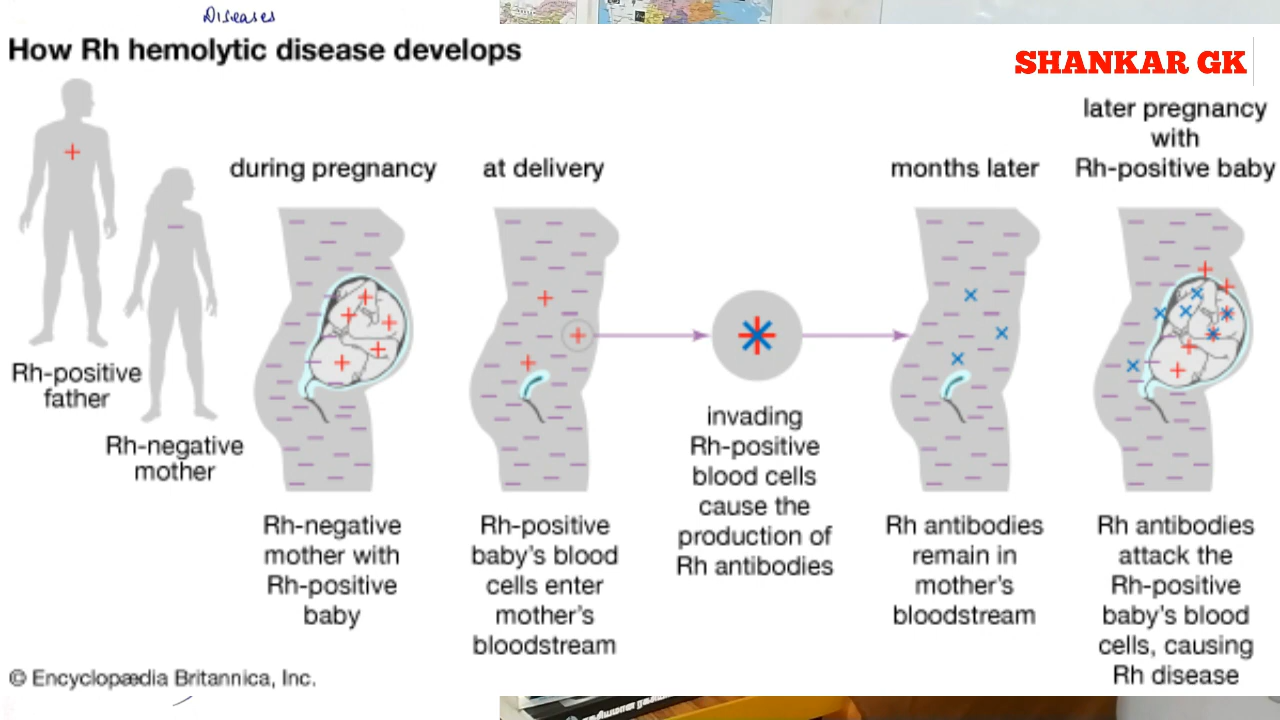 Diseases
How Rh hemolytic disease develops
SHANKAR GK
during pregnancy
at delivery
months later
later pregnancy
with
Rh-positive baby
Rh-positive
father
Rh-negative
mother
Rh-negative
mother with
Rh-positive
baby
Rh-positive
baby's blood
cells enter
mother's
bloodstream
invading
Rh-positive
blood cells
cause the
production of
Rh antibodies
Rh antibodies
remain in
mother's
bloodstream
Rh antibodies
attack the
Rh-positive
baby's blood
cells, causing
Rh disease
© Encyclopædia Britannica, Inc.